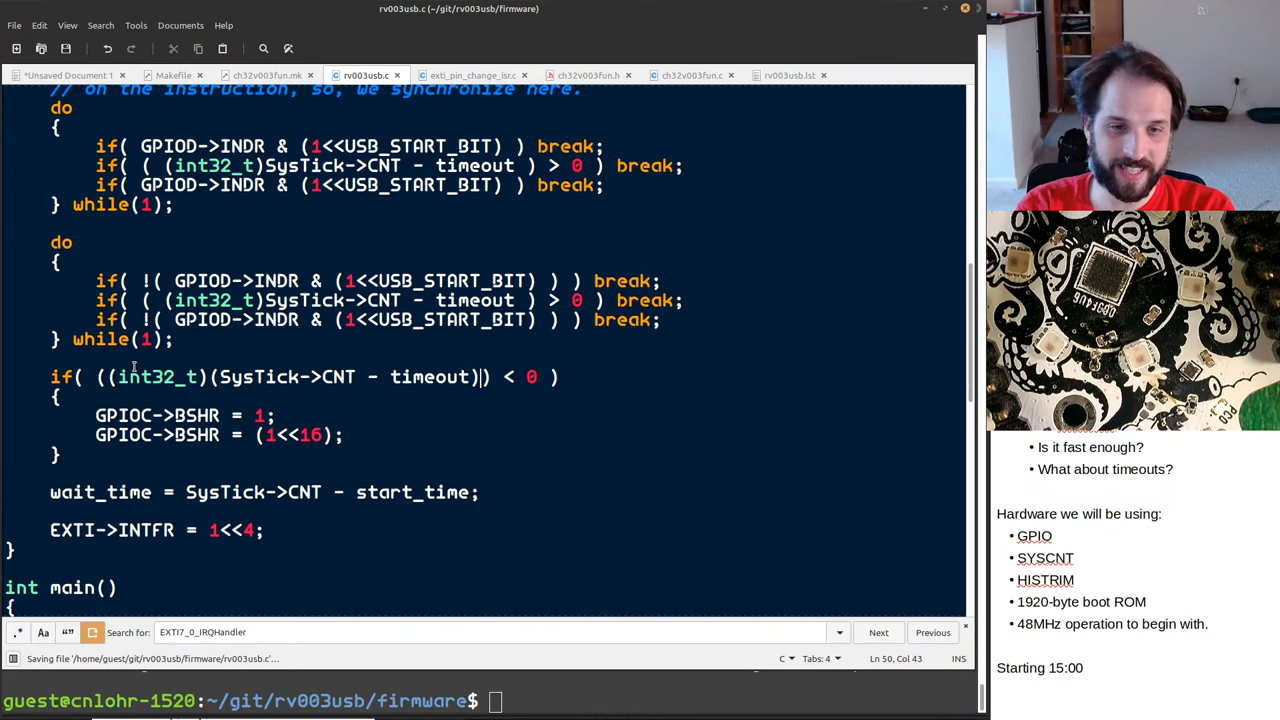 rv003usb.c (~/git/rv003usb/firmware)
File Edit View Search Tools Documents Help
*Unsaved Document 1 Makefile ch32v003fun.mk rv003usb.c exti_pin_change_isr.c ch32v003fun.h ch32v003fun.c rv003usb.lst
// on the instruction, so, we synchronize here.
do
{
if( GPIOD->INDR & (1<<USB_START_BIT) ) break;
if( ( (int32_t)SysTick->CNT - timeout ) > 0 ) break;
if( GPIOD->INDR & (1<<USB_START_BIT) ) break;
} while(1);
do
{
if( !( GPIOD->INDR & (1<<USB_START_BIT) ) ) break;
if( ( (int32_t)SysTick->CNT - timeout ) > 0 ) break;
if( !( GPIOD->INDR & (1<<USB_START_BIT) ) ) break;
} while(1);
if( ((int32_t)(SysTick->CNT - timeout)) < 0 )
{
GPIOC->BSHR = 1;
GPIOC->BSHR = (1<<16);
}
wait_time = SysTick->CNT - start_time;
EXTI->INTFR = 1<<4;
}
int main()
{
.* Aa “” Search for: EXTI7_0_IRQHandler Next Previous
Saving file '/home/guest/git/rv003usb/firmware/rv003usb.c'… C Tabs: 4 Ln 50, Col 43 INS
guest@cnlohr-1520:~/git/rv003usb/firmware$
• Is it fast enough?
• What about timeouts?
Hardware we will be using:
• GPIO
• SYSCNT
• HISTRIM
• 1920-byte boot ROM
• 48MHz operation to begin with.
Starting 15:00